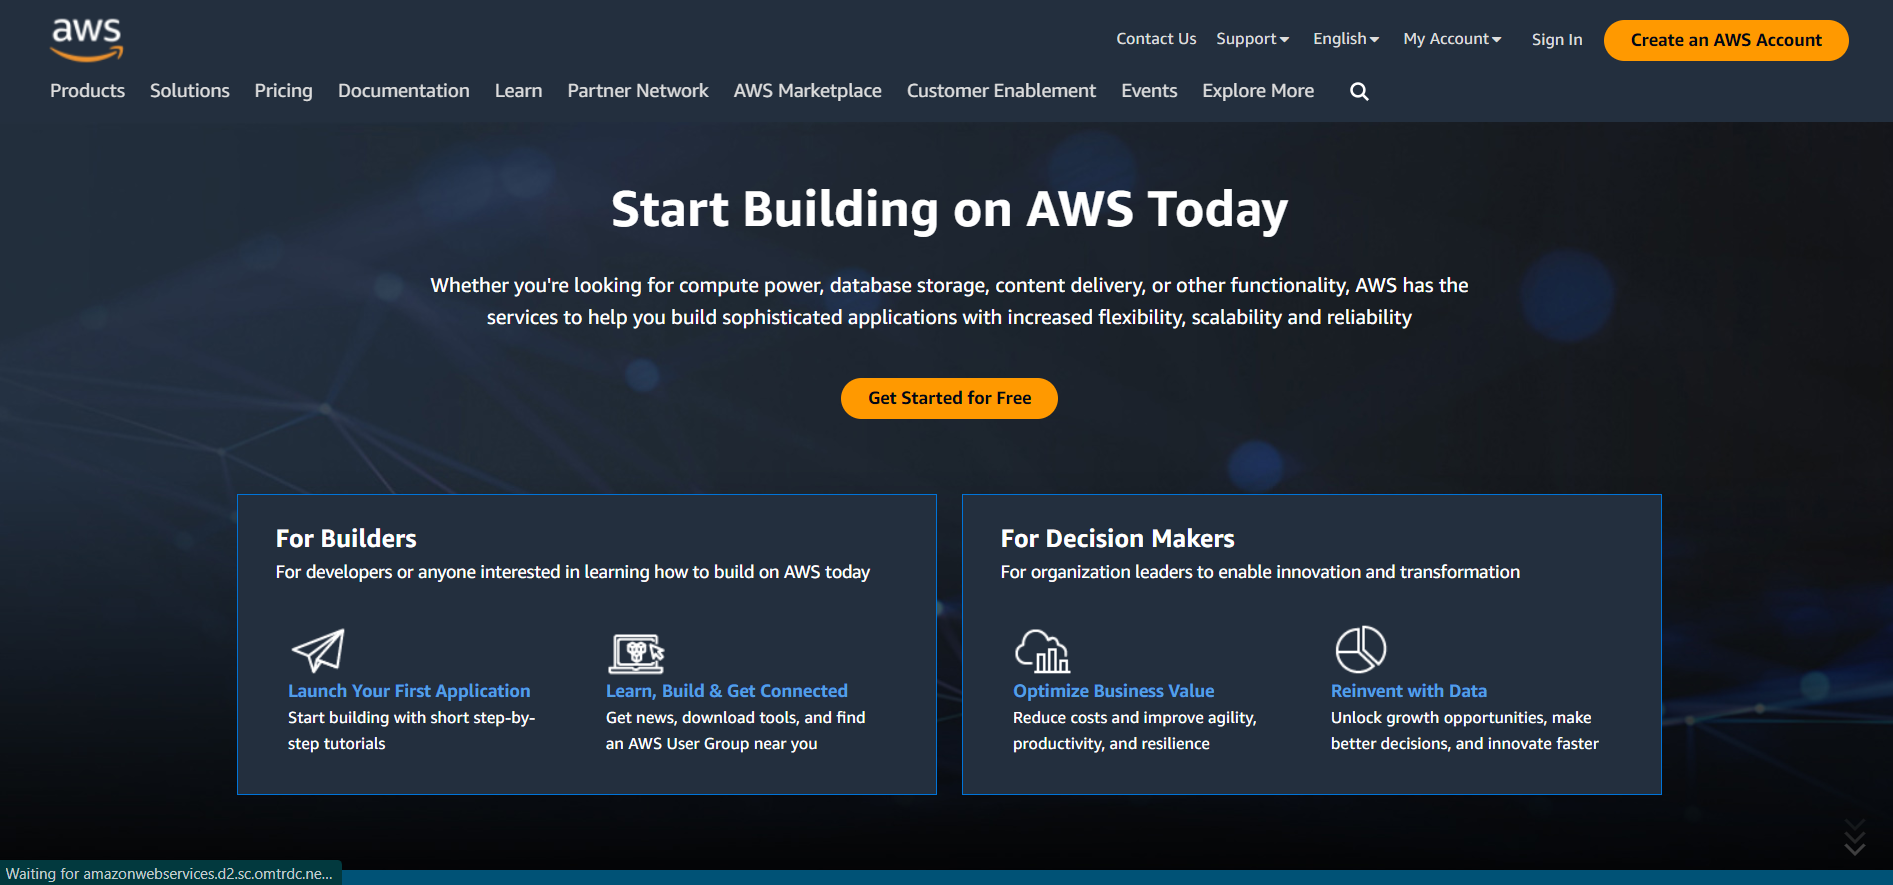 aws
Contact Us Support English My Account Sign In Create an AWS Account
Products Solutions Pricing Documentation Learn Partner Network AWS Marketplace Customer Enablement Events Explore More
Start Building on AWS Today
Whether you're looking for compute power, database storage, content delivery, or other functionality, AWS has the
services to help you build sophisticated applications with increased flexibility, scalability and reliability
Get Started for Free
For Builders
For developers or anyone interested in learning how to build on AWS today
Launch Your First Application
Start building with short step-by-
step tutorials
Learn, Build & Get Connected
Get news, download tools, and find
an AWS User Group near you
For Decision Makers
For organization leaders to enable innovation and transformation
Optimize Business Value
Reduce costs and improve agility,
productivity, and resilience
Reinvent with Data
Unlock growth opportunities, make
better decisions, and innovate faster
Waiting for amazonwebservices.d2.sc.omtrdc.ne...